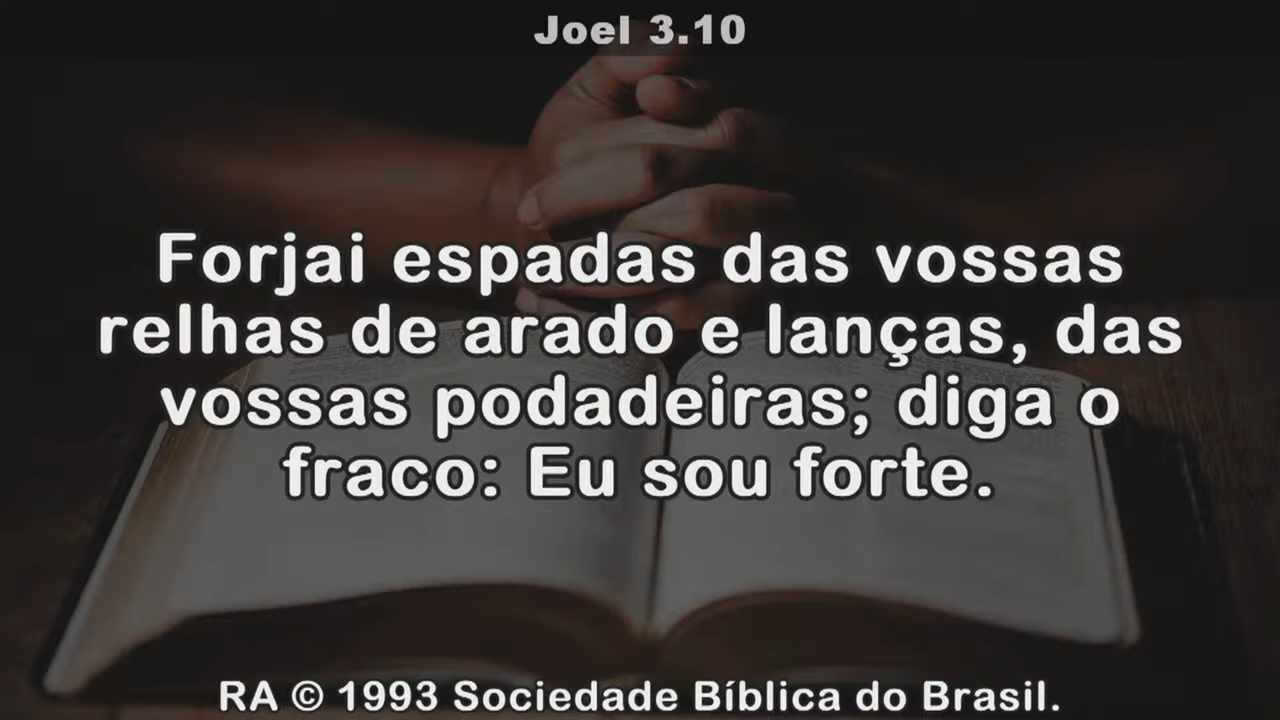 Joel 3.10
Forjai espadas das vossas
relhas de arado e lanças, das
vossas podadeiras; diga o
fraco: Eu sou forte.
RA © 1993 Sociedade Bíblica do Brasil.